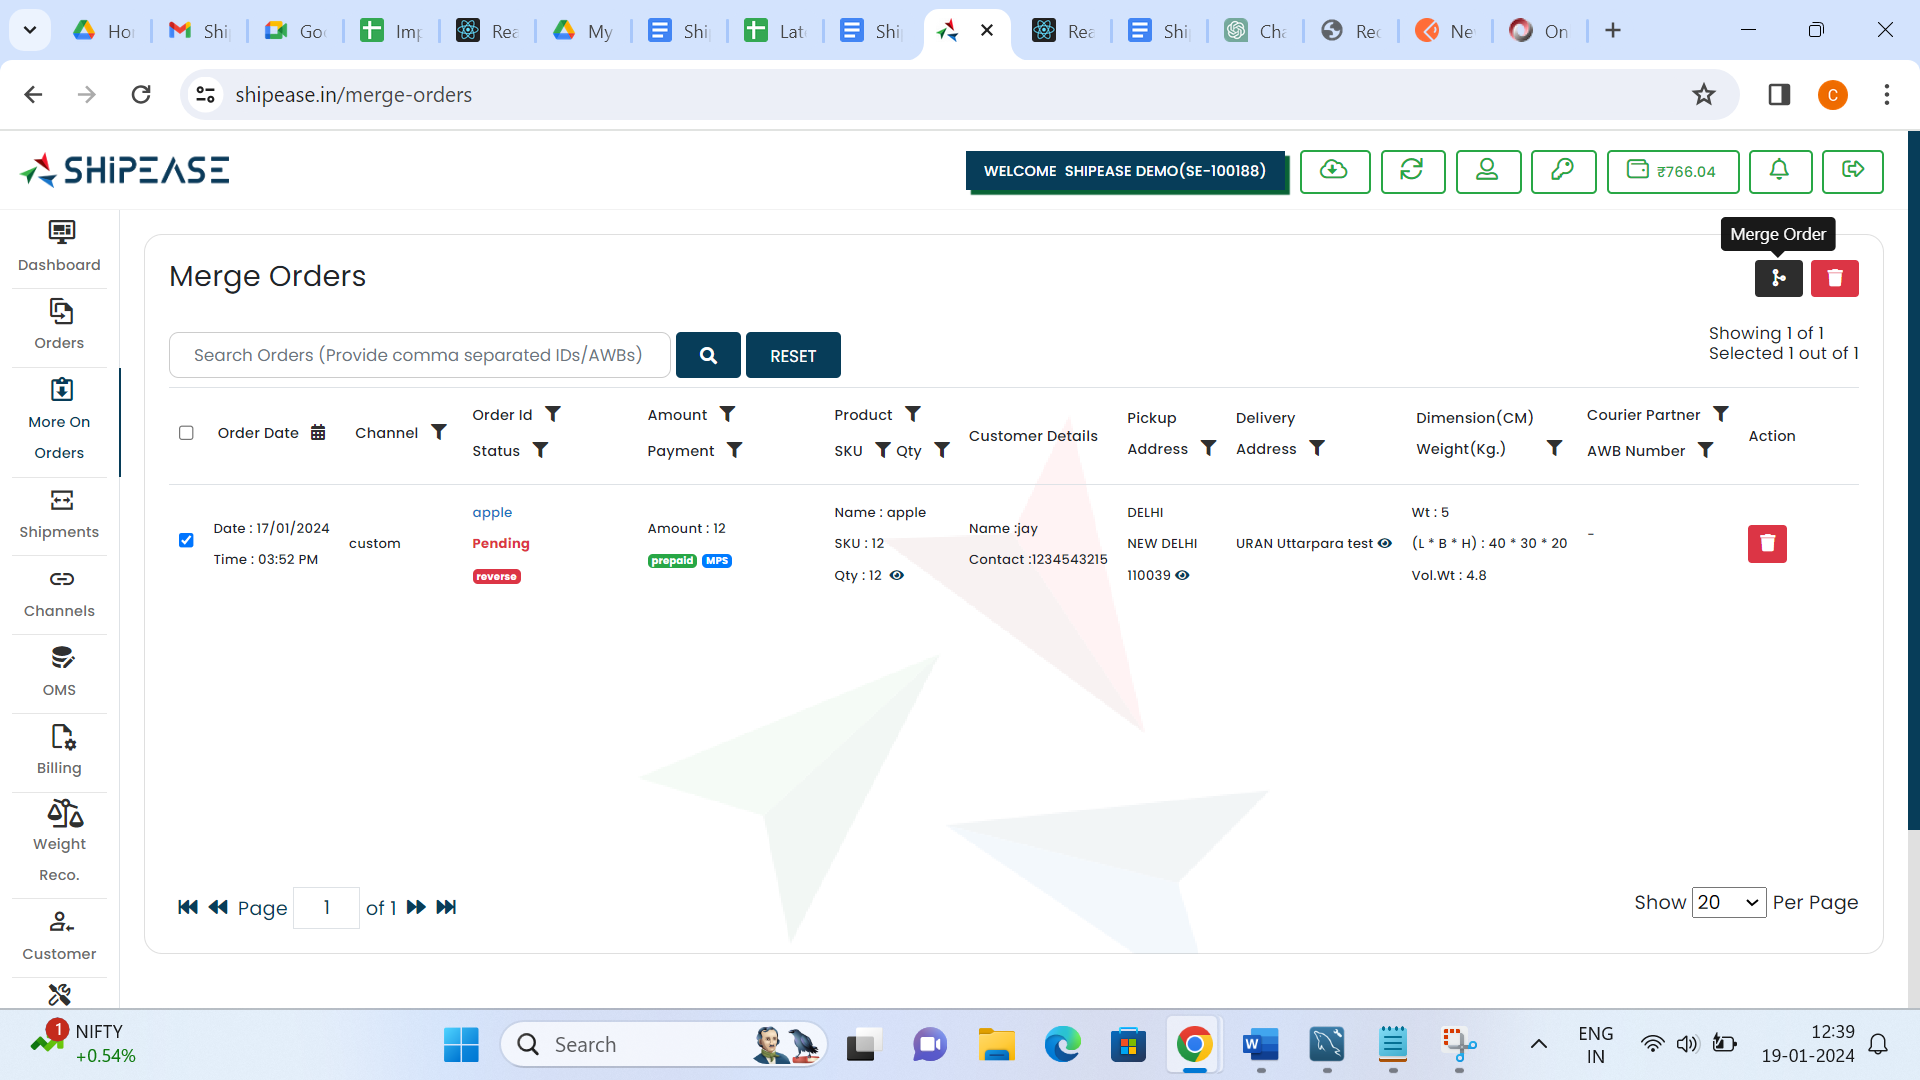 Ho
Shi
Goo
Imp
Rea
My
Shi
Late
Shi
Rea
Shi
Cha
Rec
Ne
On
shipease.in/merge-orders
C
SHIPEASE
WELCOME SHIPEASE DEMO(SE-100188)
₹766.04
Merge Order
Dashboard
Orders
More On
Orders
Shipments
Channels
OMS
Billing
Weight
Reco.
Customer
Merge Orders
Search Orders (Provide comma separated IDs/AWBs)
RESET
Showing 1 of 1
Selected 1 out of 1
Order Date
Channel
Order Id
Status
Amount
Payment
Product
SKU Qty
Customer Details
Pickup
Address
Delivery
Address
Dimension(CM)
Weight(Kg.)
Courier Partner
AWB Number
Action
Date : 17/01/2024
Time : 03:52 PM
custom
apple
Pending
reverse
Amount : 12
prepaid MPS
Name : apple
SKU : 12
Qty : 12
Name :jay
Contact :1234543215
DELHI
NEW DELHI
110039
URAN Uttarpara test
Wt : 5
(L * B * H) : 40 * 30 * 20
Vol.Wt : 4.8
-
Page 1 of 1
Show 20 Per Page
1
NIFTY
+0.54%
Search
W
ENG
IN
12:39
19-01-2024